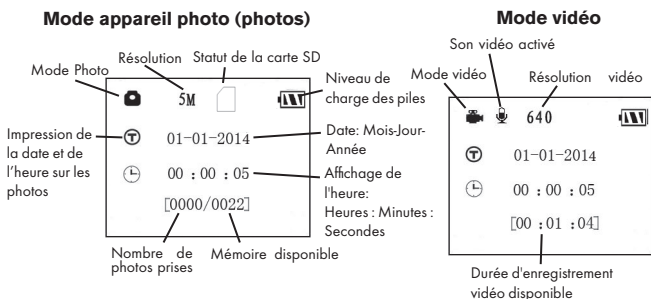 Mode appareil photo (photos)
Mode Photo
Résolution
Statut de la carte SD
Niveau de
charge des piles
5M
Impression de
la date et de
l'heure sur les
photos
T
01-01-2014
Date: Mois-Jour-
Année
00 : 00 : 05
Affichage de
l'heure:
Heures : Minutes :
Secondes
[0000/0022]
Nombre de
photos prises
Mémoire disponible
Mode vidéo
Son vidéo activé
Mode vidéo
Résolution vidéo
640
T
01-01-2014
00 : 00 : 05
[00 : 01 : 04]
Durée d'enregistrement
vidéo disponible